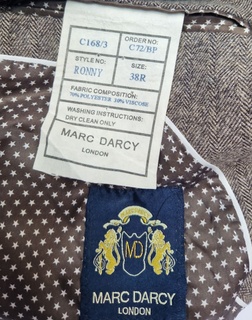 C168/3
ORDER NO:
C72/BP
STYLE NO:
RONNY
SIZE:
38R
FABRIC COMPOSITION:
70% POLYESTER 30% VISCOSE
WASHING INSTRUCTIONS:
DRY CLEAN ONLY
MARC DARCY
LONDON
MD
MARC DARCY
LONDON